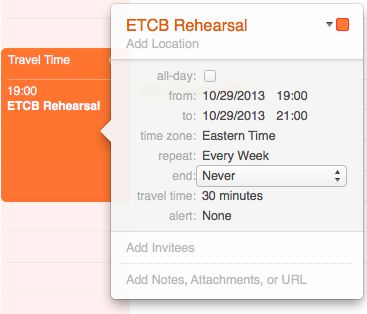 ETCB Rehearsal
Add Location
Travel Time
19:00
ETCB Rehearsal
all-day:
from: 10/29/2013 19:00
to: 10/29/2013 21:00
time zone: Eastern Time
repeat: Every Week
end: Never
travel time: 30 minutes
alert: None
Add Invitees
Add Notes, Attachments, or URL